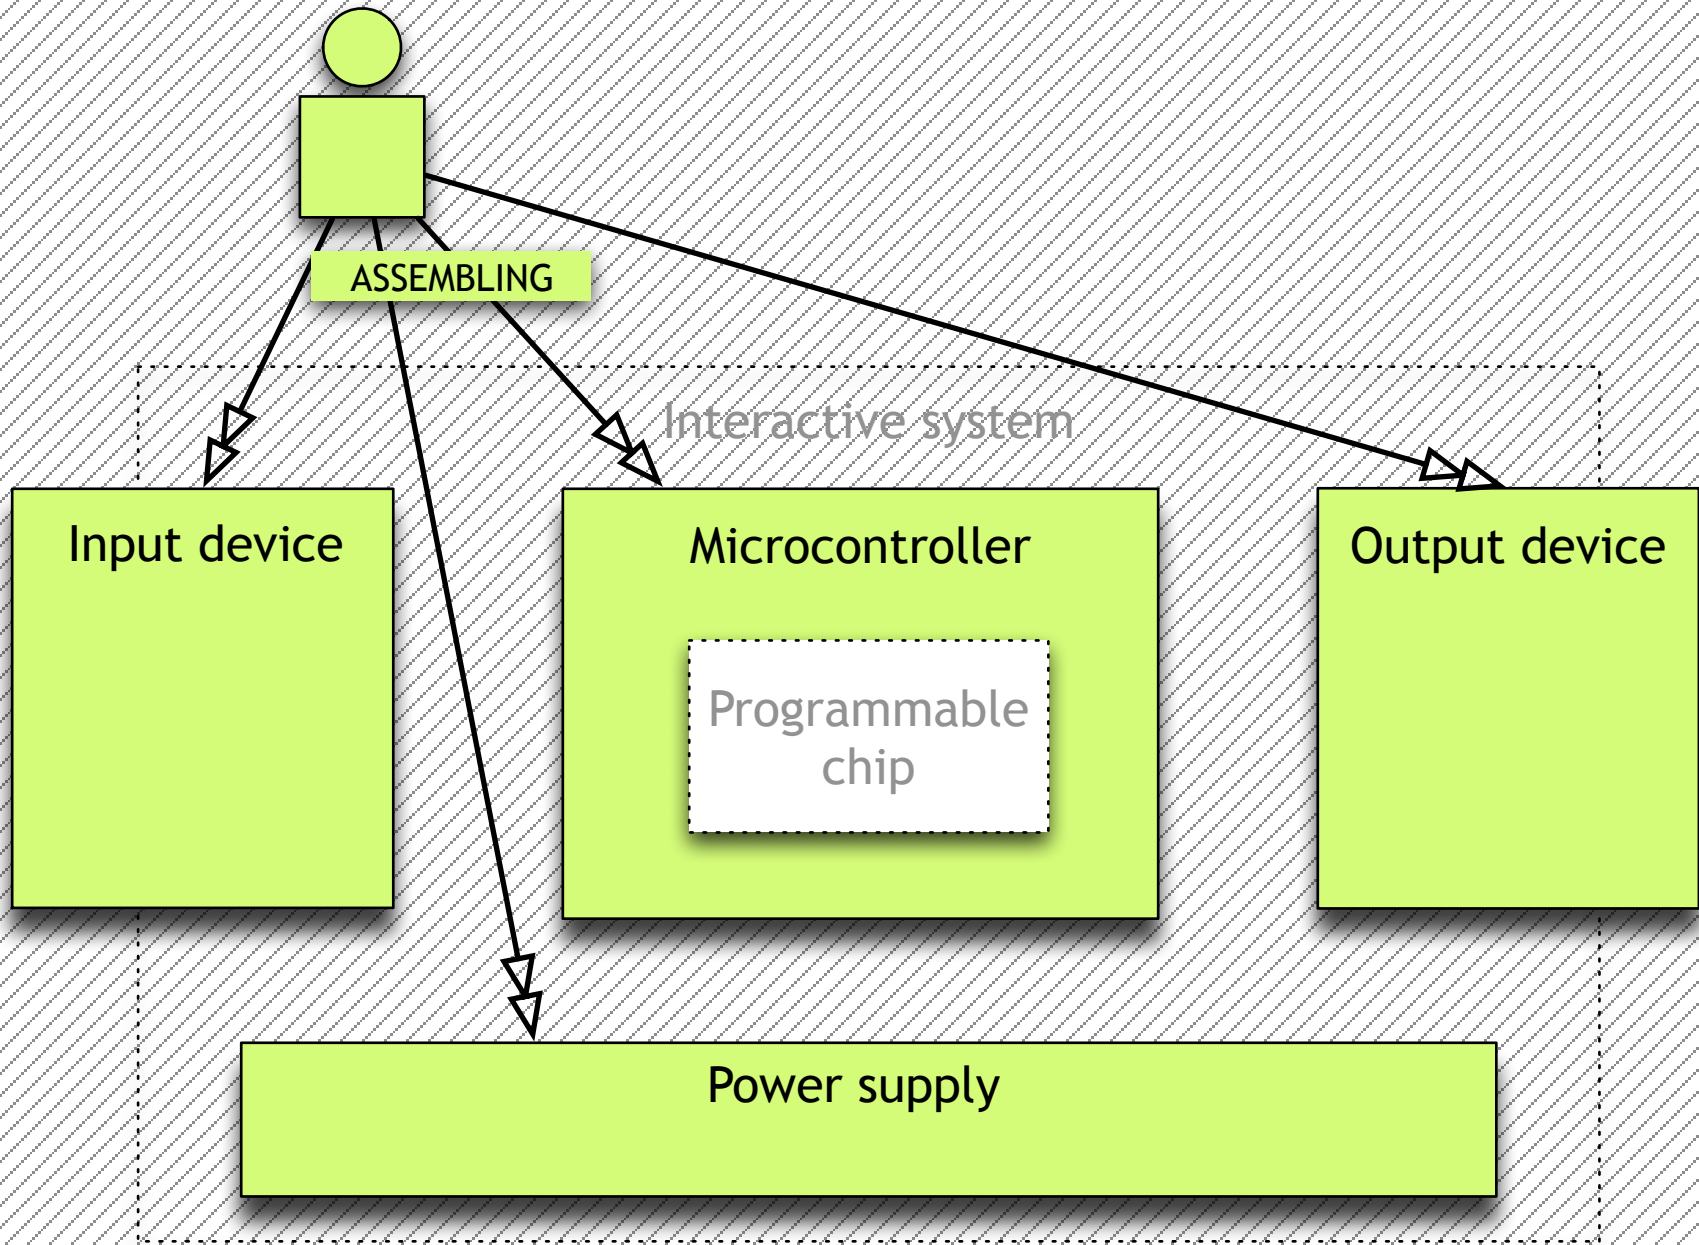 ASSEMBLING
Interactive system
Input device
Microcontroller
Output device
Programmable
chip
Power supply